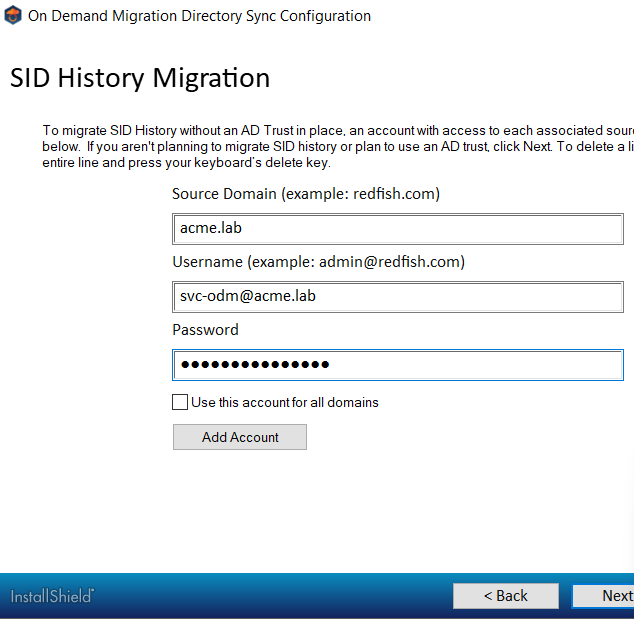 On Demand Migration Directory Sync Configuration
SID History Migration
To migrate SID History without an AD Trust in place, an account with access to each associated
below. If you aren't planning to migrate SID history or plan to use an AD trust, click Next. To delete a
entire line and press your keyboard's delete key.
Source Domain (example: redfish.com)
acme.lab
Username (example: admin@redfish.com)
svc-odm@acme.lab
Password
●●●●●●●●●●●●●●●
Use this account for all domains
Add Account
InstallShield
< Back
Next